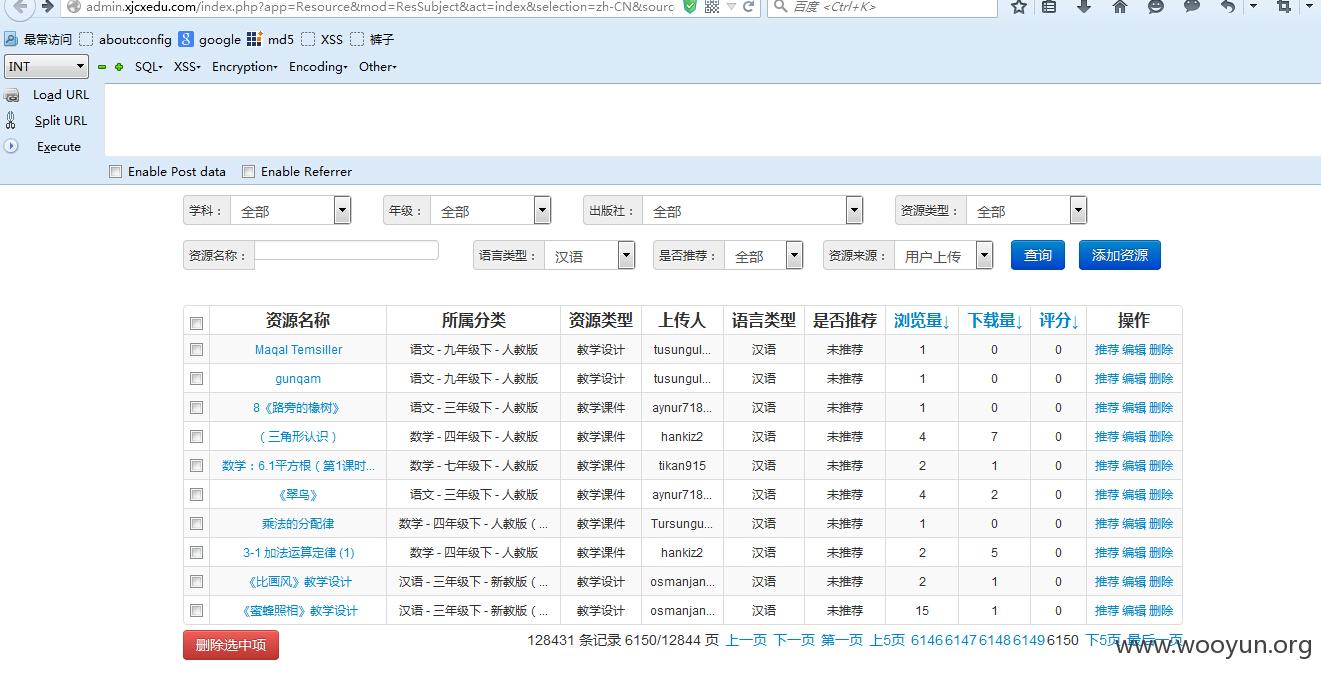 admin.xjcxedu.com/index.php?app=Resource&mod=ResSubject&act=index&selection=zh-CN&sourc
百度 <Ctrl+K>
最常访问 about:config google md5 XSS 裤子
INT SQL XSS Encryption Encoding Other
Load URL
Split URL
Execute
Enable Post data Enable Referrer
学科： 全部 年级： 全部 出版社： 全部 资源类型： 全部
资源名称： 语言类型： 汉语 是否推荐： 全部 资源来源： 用户上传 查询 添加资源
资源名称 所属分类 资源类型 上传人 语言类型 是否推荐 浏览量↓ 下载量↓ 评分↓ 操作
Maqal Temsiller 语文 - 九年级下 - 人教版 教学设计 tusungul... 汉语 未推荐 1 0 0 推荐 编辑 删除
gunqam 语文 - 九年级下 - 人教版 教学设计 tusungul... 汉语 未推荐 1 0 0 推荐 编辑 删除
8《路旁的橡树》 语文 - 三年级下 - 人教版 教学课件 aynur718... 汉语 未推荐 1 0 0 推荐 编辑 删除
（三角形认识） 数学 - 四年级下 - 人教版 教学课件 hankiz2 汉语 未推荐 4 7 0 推荐 编辑 删除
数学：6.1平方根（第1课时... 数学 - 七年级下 - 人教版 教学课件 tikan915 汉语 未推荐 2 1 0 推荐 编辑 删除
《翠鸟》 语文 - 三年级下 - 人教版 教学课件 aynur718... 汉语 未推荐 4 2 0 推荐 编辑 删除
乘法的分配律 数学 - 四年级下 - 人教版（... 教学课件 Tursungu... 汉语 未推荐 1 0 0 推荐 编辑 删除
3-1 加法运算定律 (1) 数学 - 四年级下 - 人教版 教学课件 hankiz2 汉语 未推荐 2 5 0 推荐 编辑 删除
《比画风》教学设计 汉语 - 三年级下 - 新教版（... 教学设计 osmanjan... 汉语 未推荐 2 1 0 推荐 编辑 删除
《蜜蜂照相》教学设计 汉语 - 三年级下 - 新教版（... 教学设计 osmanjan... 汉语 未推荐 15 1 0 推荐 编辑 删除
删除选中项 128431 条记录 6150/12844 页 上一页 下一页 第一页 上5页 6146 6147 6148 6149 6150 下5页 最后一页
www.wooyun.org